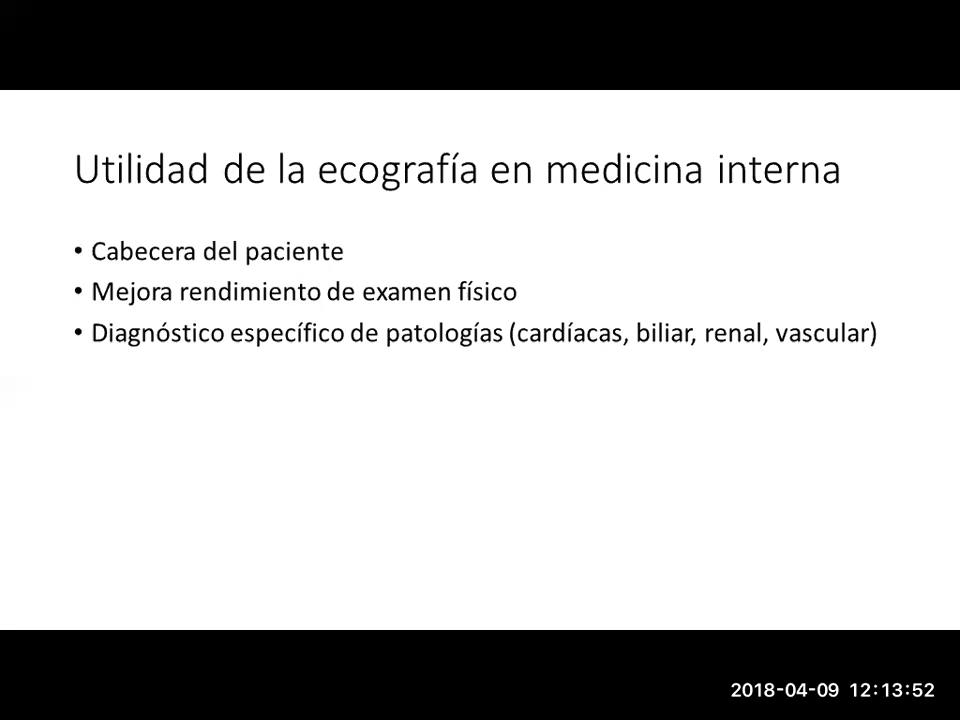 Utilidad de la ecografía en medicina interna
• Cabecera del paciente
• Mejora rendimiento de examen físico
• Diagnóstico específico de patologías (cardíacas, biliar, renal, vascular)
2018-04-09 12:13:52